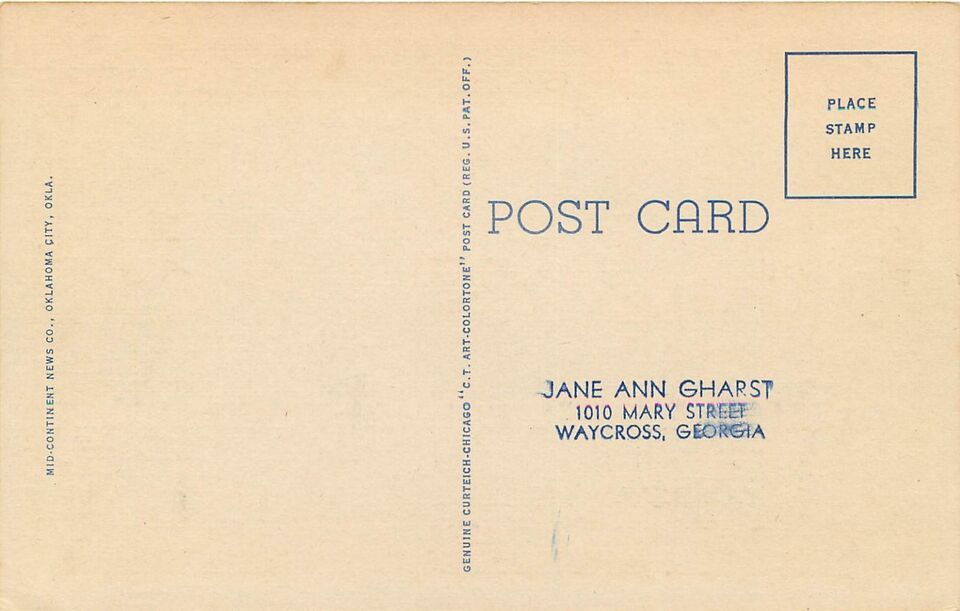 MID-CONTINENT NEWS CO., OKLAHOMA CITY, OKLA.
GENUINE CURTEICH-CHICAGO "C.T. ART-COLORTONE" POST CARD (REG. U.S. PAT. OFF.)
PLACE
STAMP
HERE
POST CARD
JANE ANN GHARST
1010 MARY STREET
WAYCROSS, GEORGIA